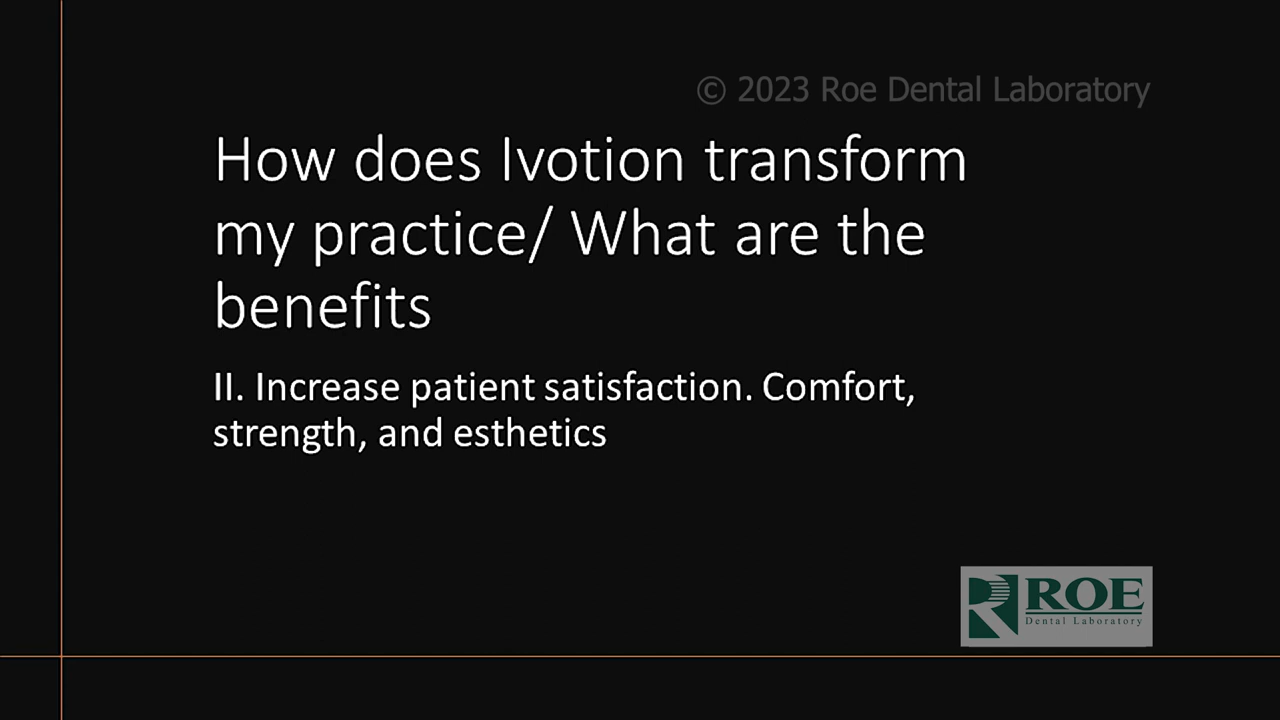 © 2023 Roe Dental Laboratory
How does Ivotion transform
my practice/ What are the
benefits
II. Increase patient satisfaction. Comfort,
strength, and esthetics
ROE
Dental Laboratory